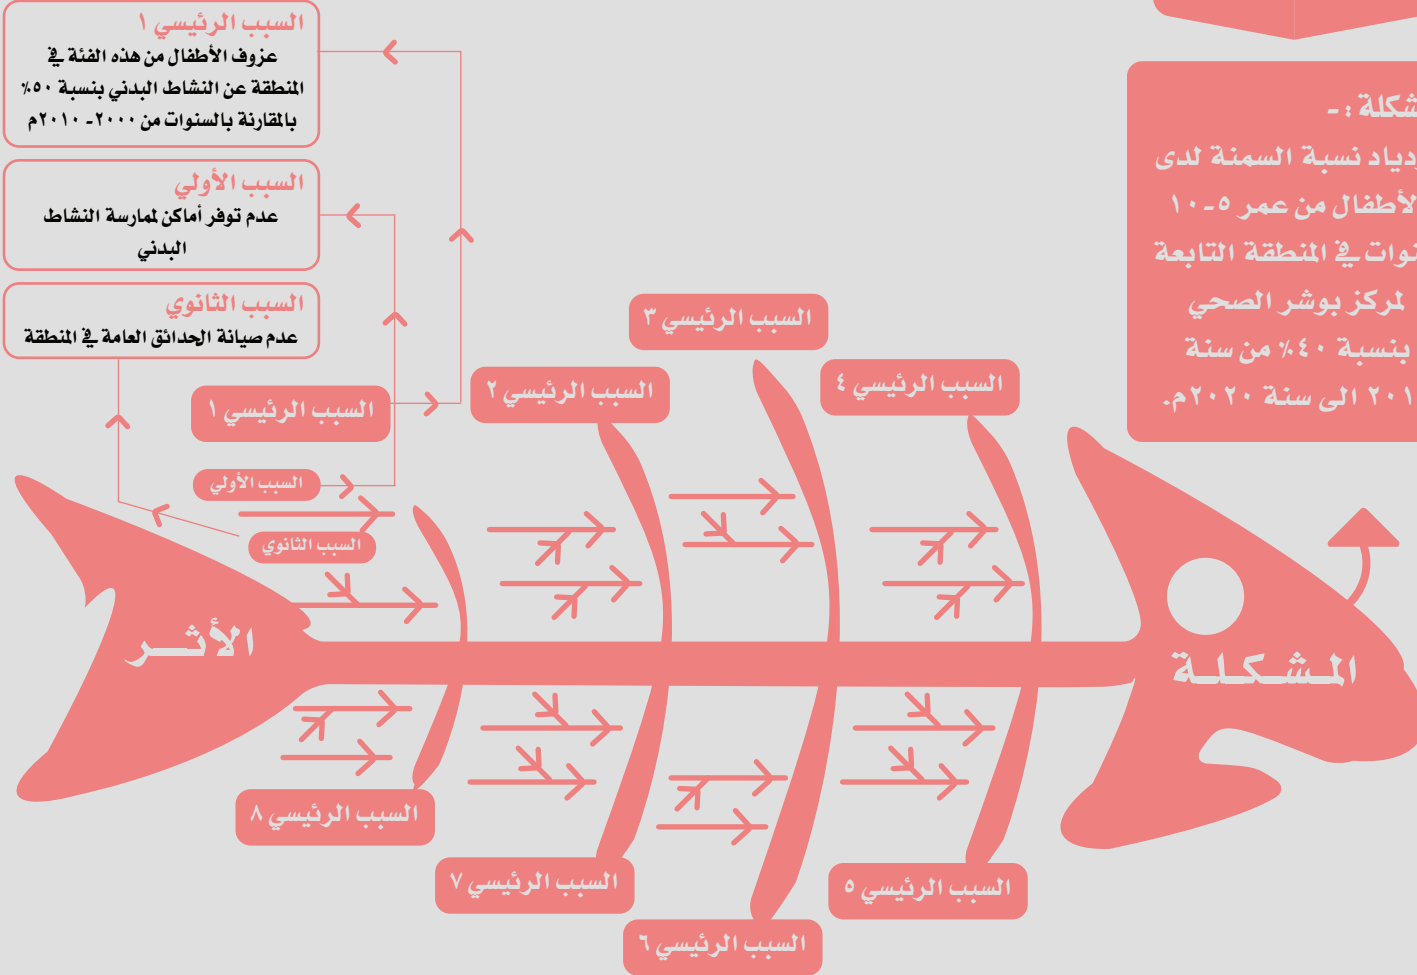 شكلة :-
دياد نسبة السمنة لدى
لأطفال من عمر ٥-١٠
نوات في المنطقة التابعة
لمركز بوشر الصحي
بنسبة ٤٠٪ من سنة
٢٠١ الى سنة ٢٠٢٠م.
السبب الرئيسي ١
عزوف الأطفال من هذه الفئة في
المنطقة عن النشاط البدني بنسبة ٥٠٪
بالمقارنة بالسنوات من ٢٠٠٠- ٢٠١٠م
السبب الأولي
عدم توفر أماكن لممارسة النشاط
البدني
السبب الثانوي
عدم صيانة الحدائق العامة في المنطقة
السبب الرئيسي ٤
السبب الرئيسي ٣
السبب الرئيسي ٢
السبب الرئيسي ١
السبب الأولي
السبب الثانوي
المـشـكـلـة
الأثــر
السبب الرئيسي ٥
السبب الرئيسي ٦
السبب الرئيسي ٧
السبب الرئيسي ٨